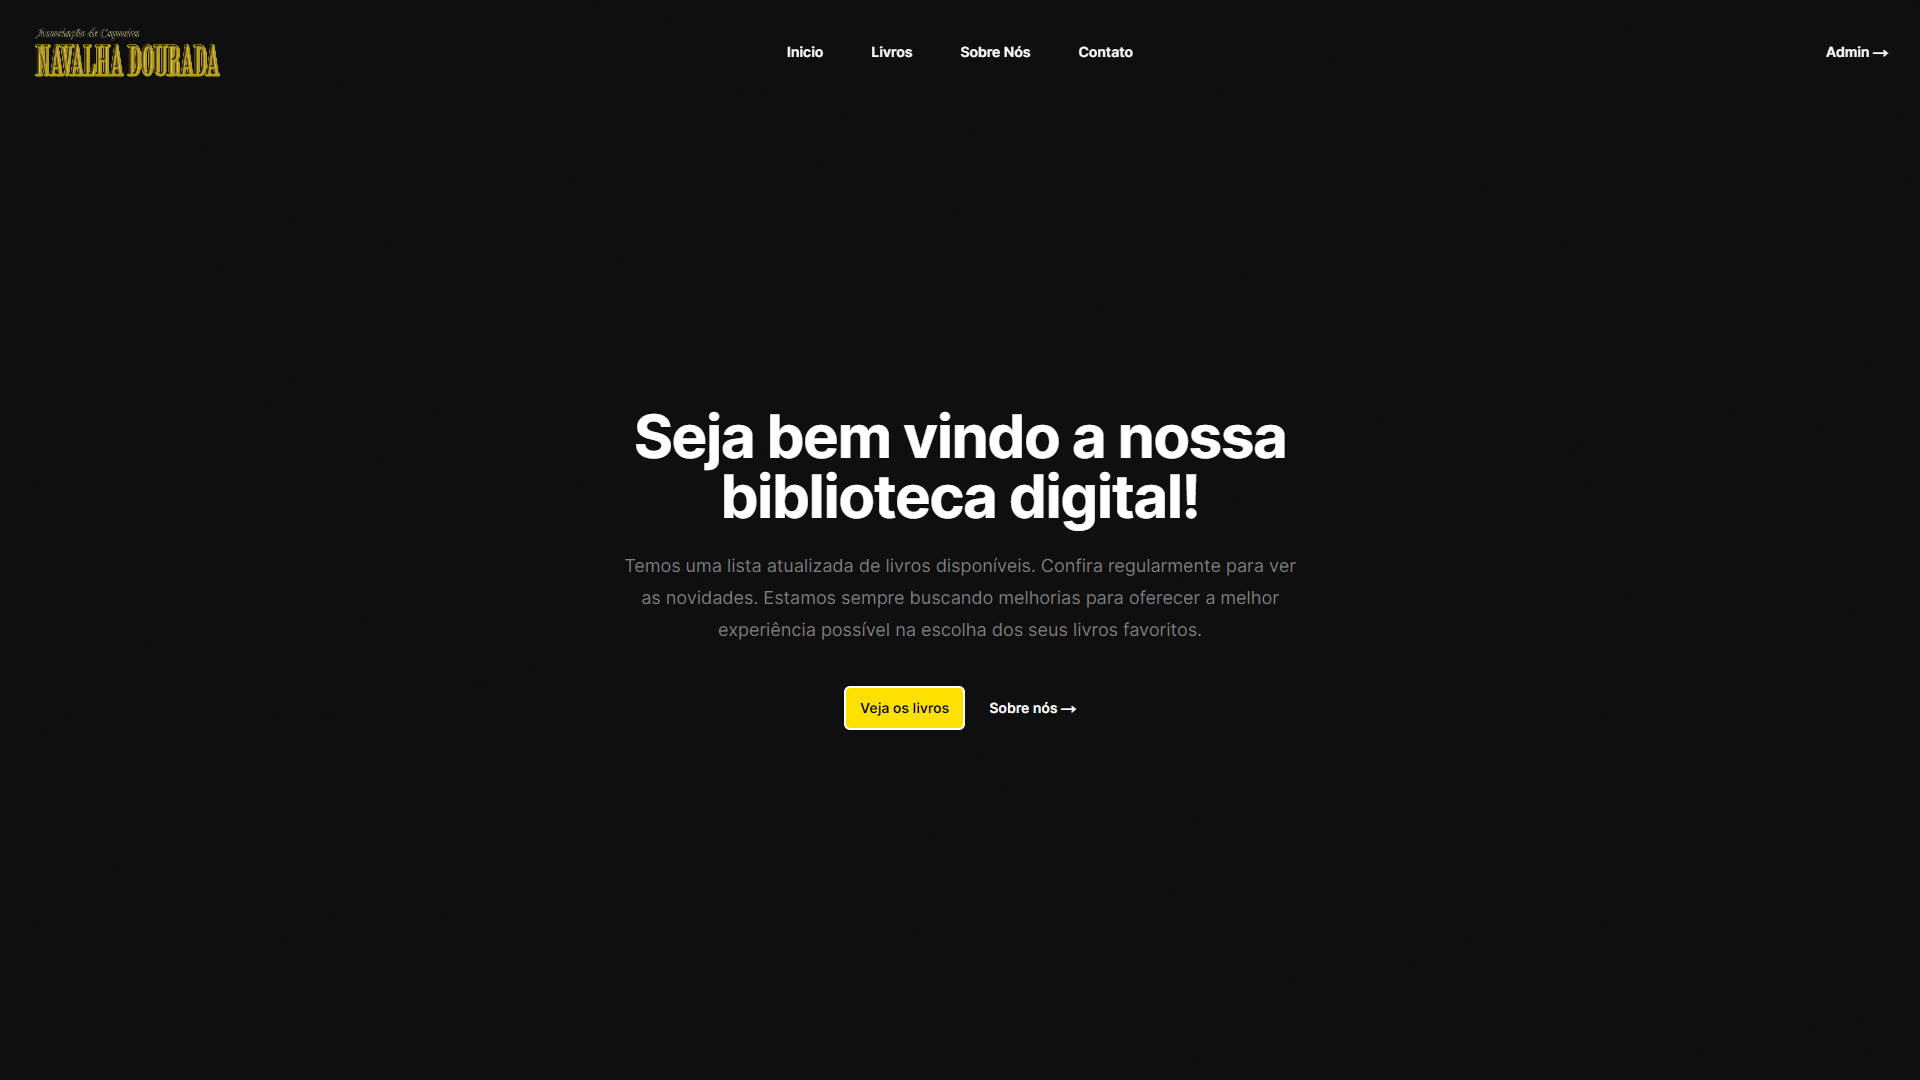 Associação de Capoeira
NAVALHA DOURADA
Inicio
Livros
Sobre Nós
Contato
Admin →
Seja bem vindo a nossa
biblioteca digital!
Temos uma lista atualizada de livros disponíveis. Confira regularmente para ver
as novidades. Estamos sempre buscando melhorias para oferecer a melhor
experiência possível na escolha dos seus livros favoritos.
Veja os livros
Sobre nós →